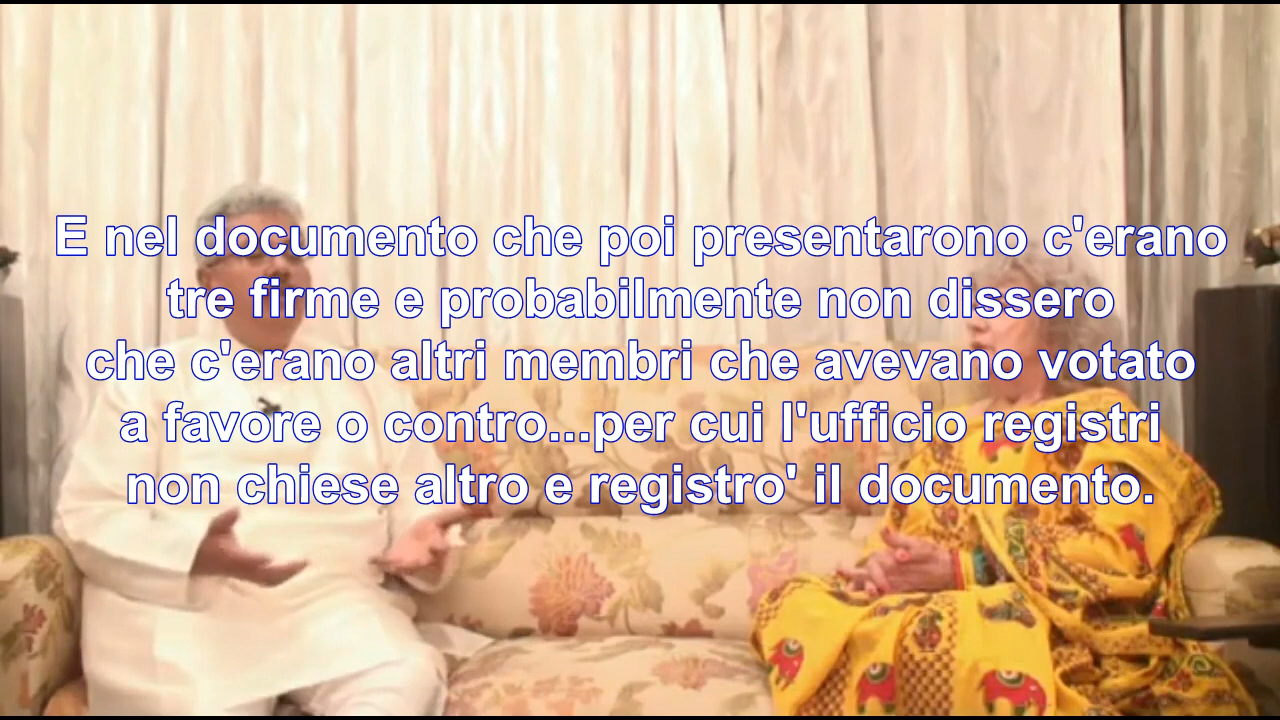 E nel documento che poi presentarono c'erano
tre firme e probabilmente non dissero
che c'erano altri membri che avevano votato
a favore o contro...per cui l'ufficio registri
non chiese altro e registro' il documento.